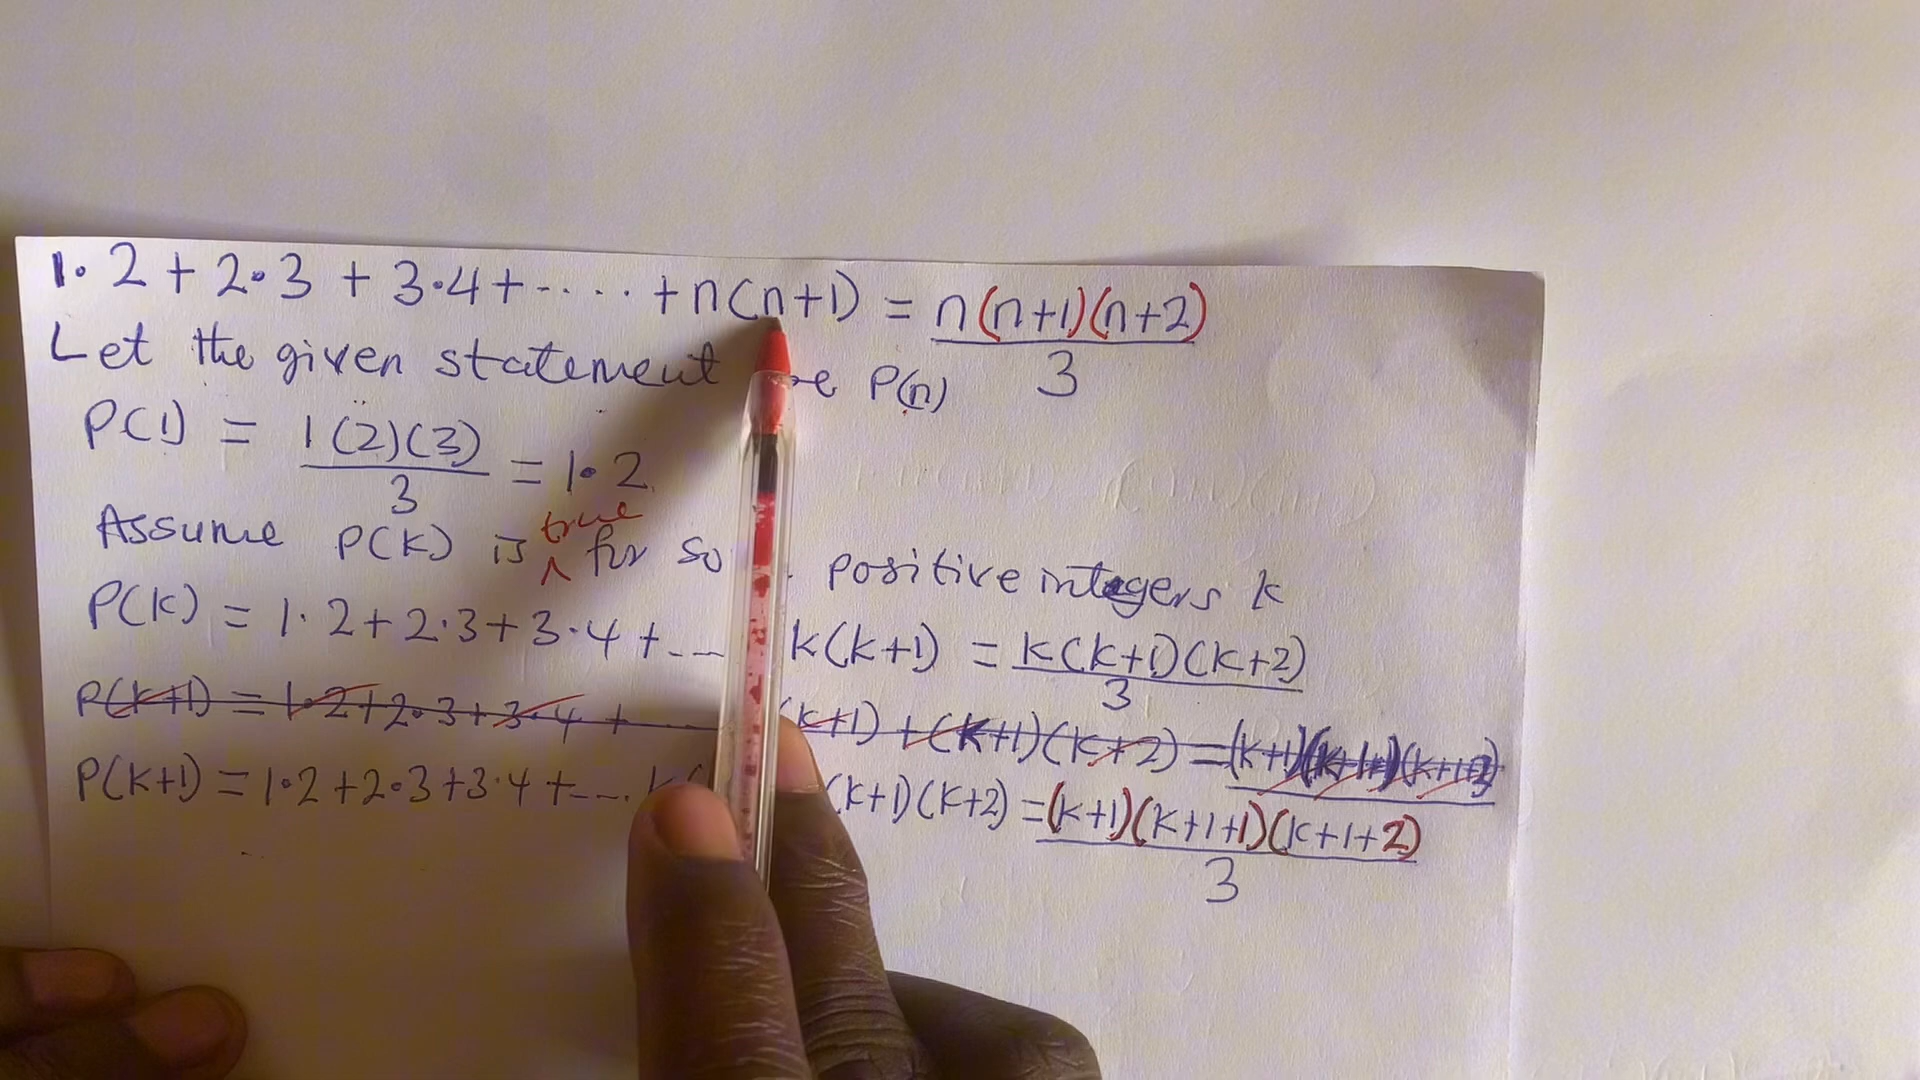 1·2 + 2·3 + 3·4 + ····· + n(n+1) = n(n+1)(n+2)
3
Let the given statement P(n)
P(1) = 1(2)(3) = 1·2
3
Assume P(k) is true for positive integers k
P(k) = 1·2 + 2·3 + 3·4 + --- k(k+1) = k(k+1)(k+2)
3
P(k+1) = 1·2 + 2·3 + 3·4 + (k+1) + (k+1)(k+2) = (k+1)(k+1+1)(k+1+2)
P(k+1) = 1·2 + 2·3 + 3·4 + ---. (k+1)(k+2) = (k+1)(k+1+1)(k+1+2)
3